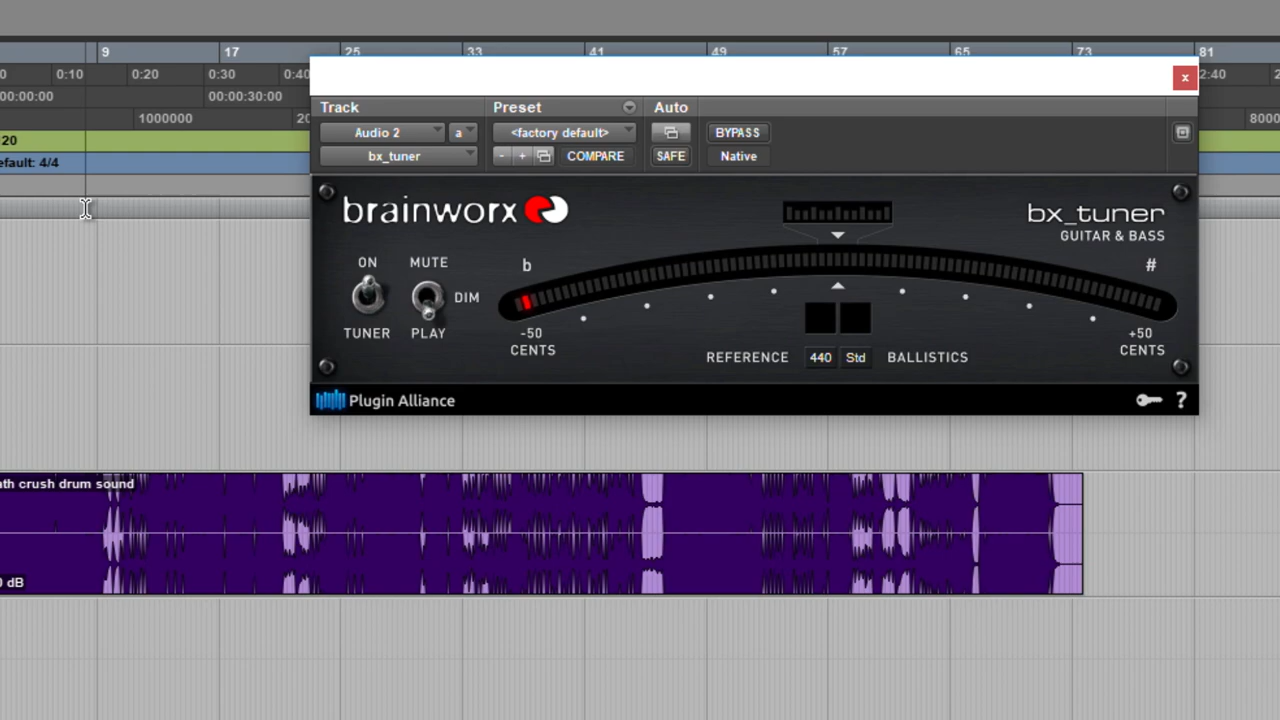 9 17 25 33 41 49 57 65 73 81
0 0:10 0:20 0:30 0:40 2:40
00:00:00 00:00:30:00
1000000 20 8000
20
efault: 4/4
x
Track Preset Auto
Audio 2 a <factory default> BYPASS
bx_tuner - + COMPARE SAFE Native
brainworx bx_tuner
GUITAR & BASS
ON MUTE b #
DIM
TUNER PLAY -50 +50
CENTS CENTS
REFERENCE 440 Std BALLISTICS
Plugin Alliance ?
ath crush drum sound
0 dB